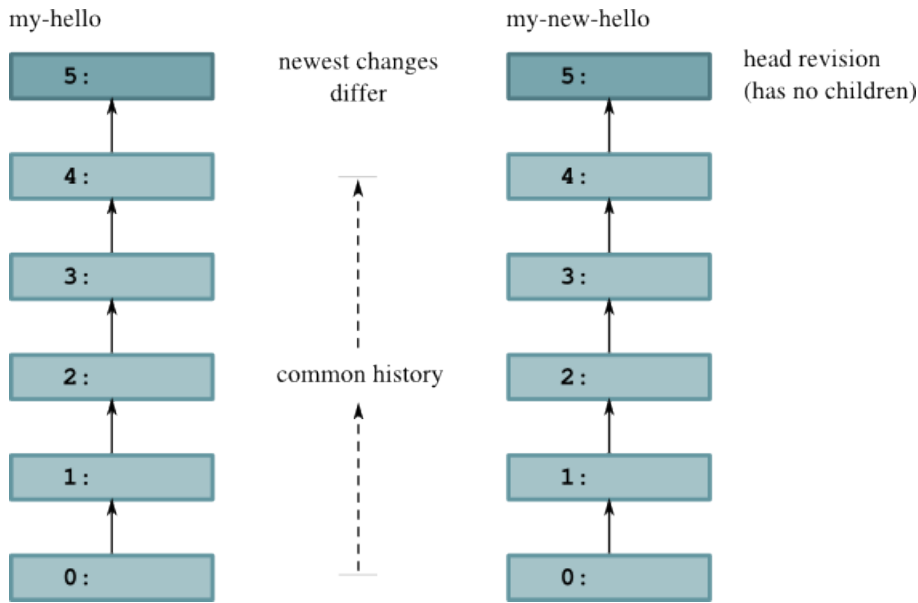 my-hello
my-new-hello
5:
newest changes
differ
5:
head revision
(has no children)
4:
4:
3:
3:
2:
common history
2:
1:
1:
0:
0: